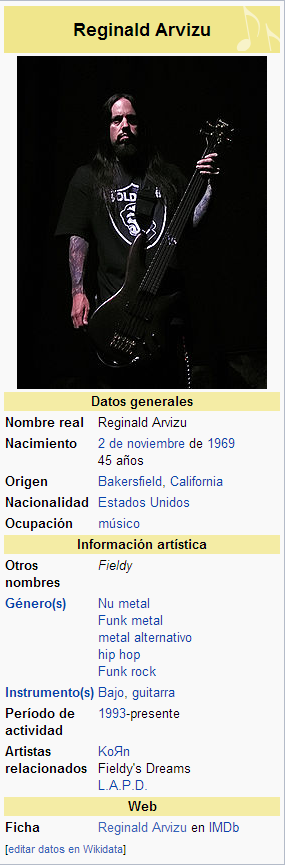 Reginald Arvizu
Datos generales
Nombre real Reginald Arvizu
Nacimiento 2 de noviembre de 1969
45 años
Origen Bakersfield, California
Nacionalidad Estados Unidos
Ocupación músico
Información artística
Otros nombres Fieldy
Género(s) Nu metal
Funk metal
metal alternativo
hip hop
Funk rock
Instrumento(s) Bajo, guitarra
Período de actividad 1993-presente
Artistas relacionados KoЯn
Fieldy's Dreams
L.A.P.D.
Web
Ficha Reginald Arvizu en IMDb
[editar datos en Wikidata]